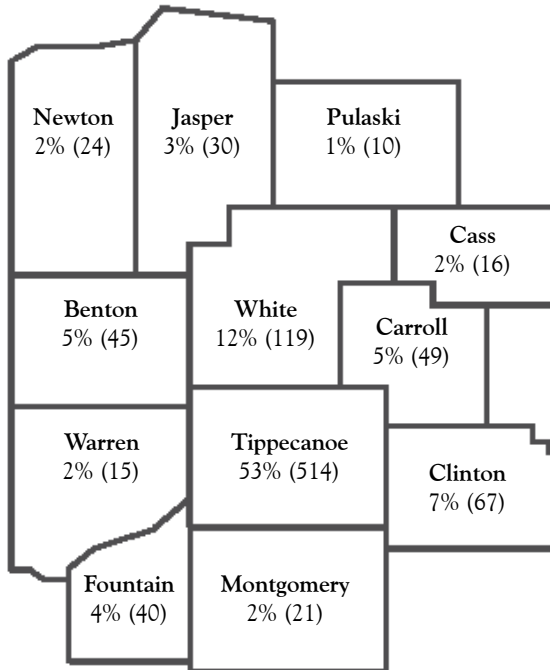 Newton
2% (24)
Jasper
3% (30)
Pulaski
1% (10)
Cass
2% (16)
Benton
5% (45)
White
12% (119)
Carroll
5% (49)
Warren
2% (15)
Tippecanoe
53% (514)
Clinton
7% (67)
Fountain
4% (40)
Montgomery
2% (21)